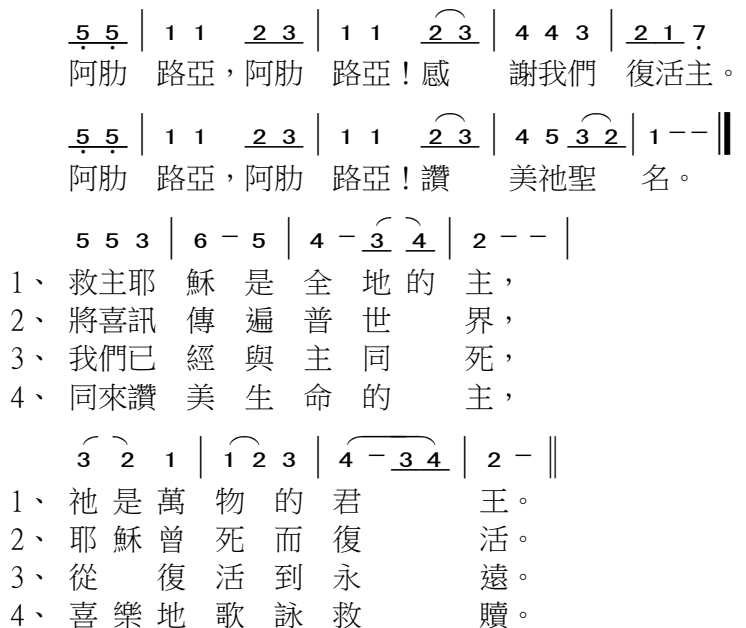 5 5 | 1 1 2 3 | 1 1 2 3 | 4 4 3 | 2 1 7
阿肋 路亞，阿肋 路亞！感 謝我們 復活主。
5 5 | 1 1 2 3 | 1 1 2 3 | 4 5 3 2 | 1 - - ‖
阿肋 路亞，阿肋 路亞！讚 美祂聖 名。
5 5 3 | 6 - 5 | 4 - 3 4 | 2 - - |
1、 救主耶 穌 是 全 地 的 主，
2、 將喜訊 傳 遍 普 世 界，
3、 我們已 經 與 主 同 死，
4、 同來讚 美 生 命 的 主，
3 2 1 | 1 2 3 | 4 - 3 4 | 2 - ‖
1、 祂 是 萬 物 的 君 王。
2、 耶 穌 曾 死 而 復 活。
3、 從 復 活 到 永 遠。
4、 喜 樂 地 歌 詠 救 贖。